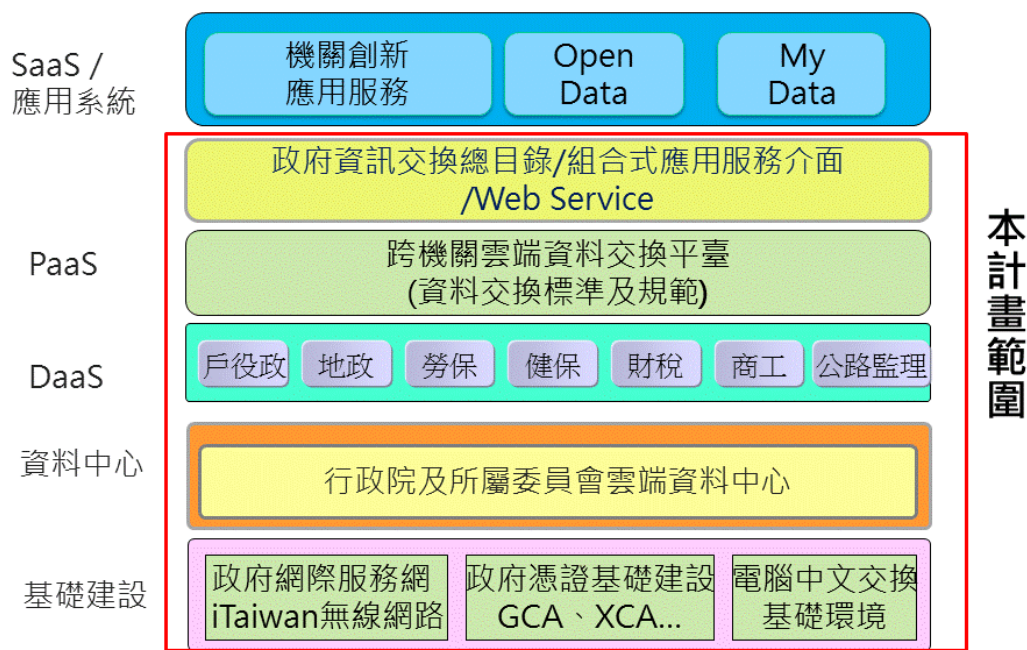 SaaS /
應用系統
機關創新
應用服務
Open
Data
My
Data
政府資訊交換總目錄/組合式應用服務介面
/Web Service
PaaS
跨機關雲端資料交換平臺
(資料交換標準及規範)
DaaS
戶役政
地政
勞保
健保
財稅
商工
公路監理
資料中心
行政院及所屬委員會雲端資料中心
基礎建設
政府網際服務網
iTaiwan無線網路
政府憑證基礎建設
GCA、XCA...
電腦中文交換
基礎環境
本計畫範圍